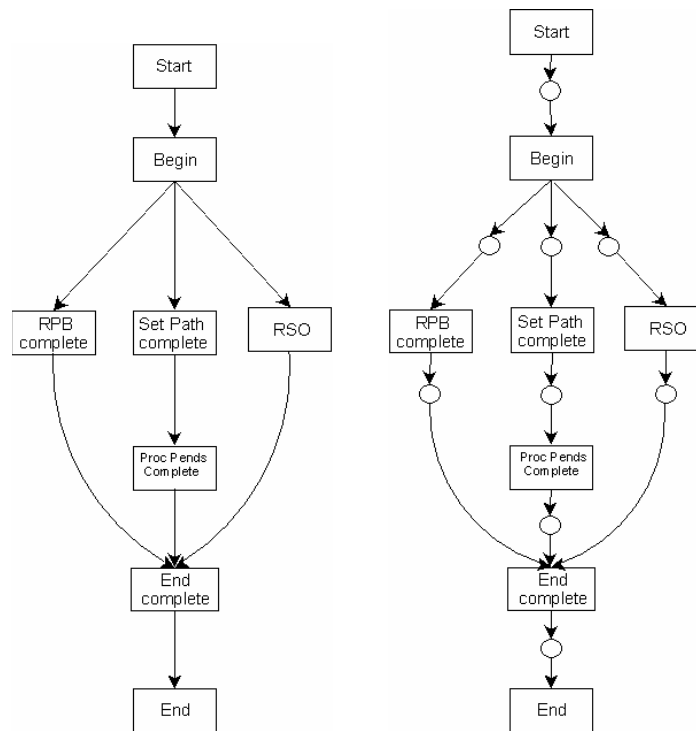 Start
Begin
RPB
complete
Set Path
complete
RSO
Proc Pends
Complete
End
complete
End
Start
Begin
RPB
complete
Set Path
complete
RSO
Proc Pends
Complete
End
complete
End